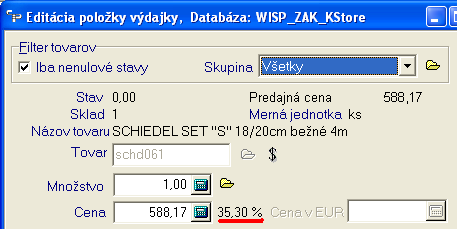 Editácia položky výdajky, Databáza: WISP_ZAK_KStore
Filter tovarov
Iba nenulové stavy Skupina Všetky
Stav 0,00 Predajná cena 588,17
Sklad 1 Merná jednotka ks
Názov tovaru SCHIEDEL SET "S" 18/20cm bežné 4m
Tovar schd061 $
Množstvo 1,00
Cena 588,17 35,30 % Cena v EUR